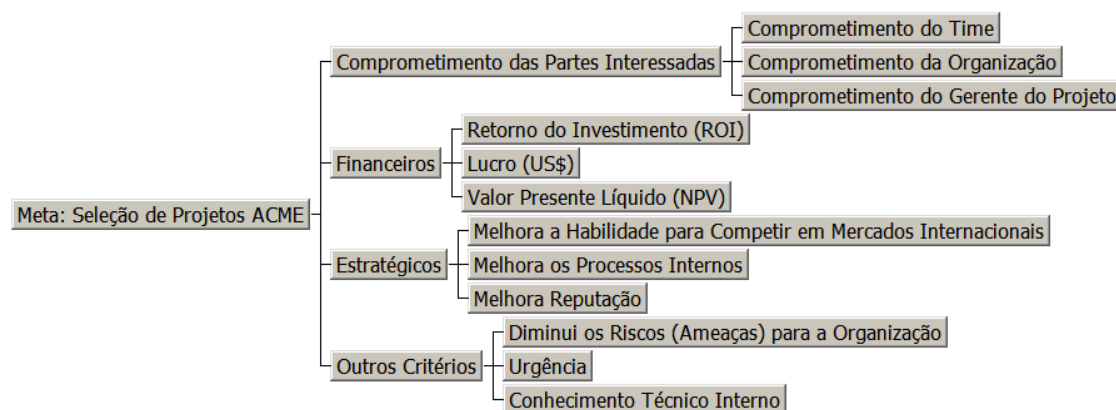 Meta: Seleção de Projetos ACME
Comprometimento das Partes Interessadas
Comprometimento do Time
Comprometimento da Organização
Comprometimento do Gerente do Projeto
Financeiros
Retorno do Investimento (ROI)
Lucro (US$)
Valor Presente Líquido (NPV)
Estratégicos
Melhora a Habilidade para Competir em Mercados Internacionais
Melhora os Processos Internos
Melhora Reputação
Outros Critérios
Diminui os Riscos (Ameaças) para a Organização
Urgência
Conhecimento Técnico Interno